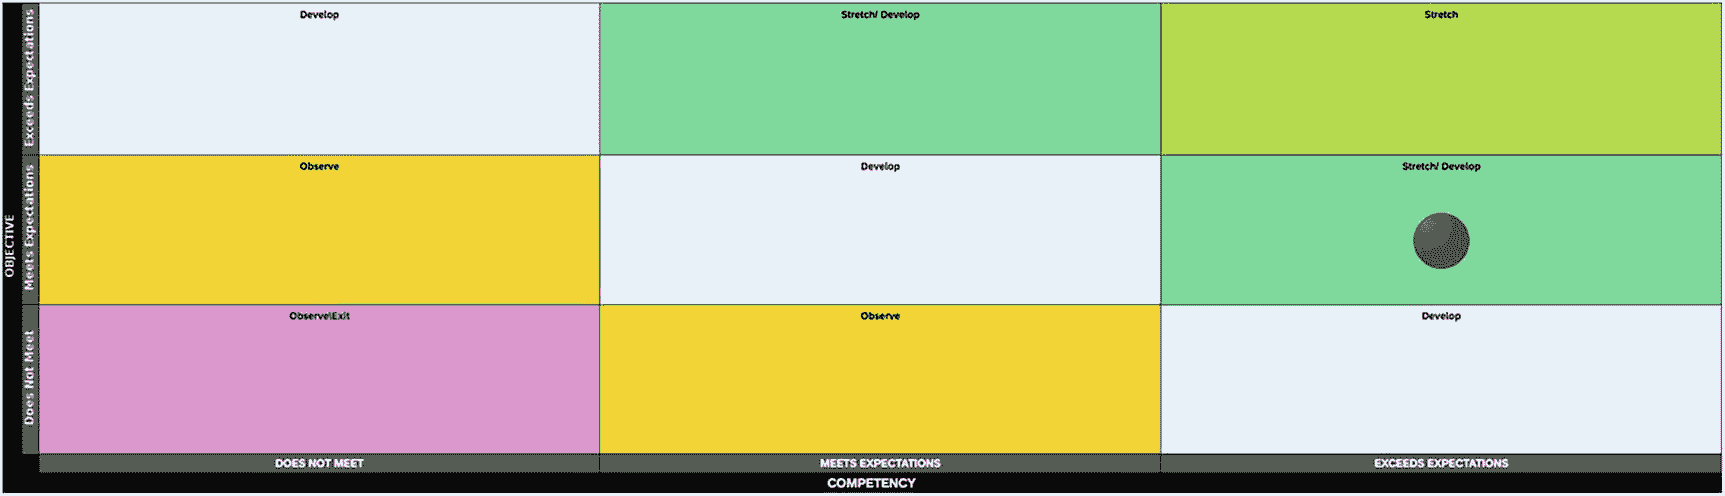 Develop
Stretch/ Develop
Stretch
Exceeds Expectations
Observe
Develop
Stretch/ Develop
Meets Expectations
OBJECTIVE
Observe\Exit
Observe
Develop
Does Not Meet
DOES NOT MEET
MEETS EXPECTATIONS
EXCEEDS EXPECTATIONS
COMPETENCY